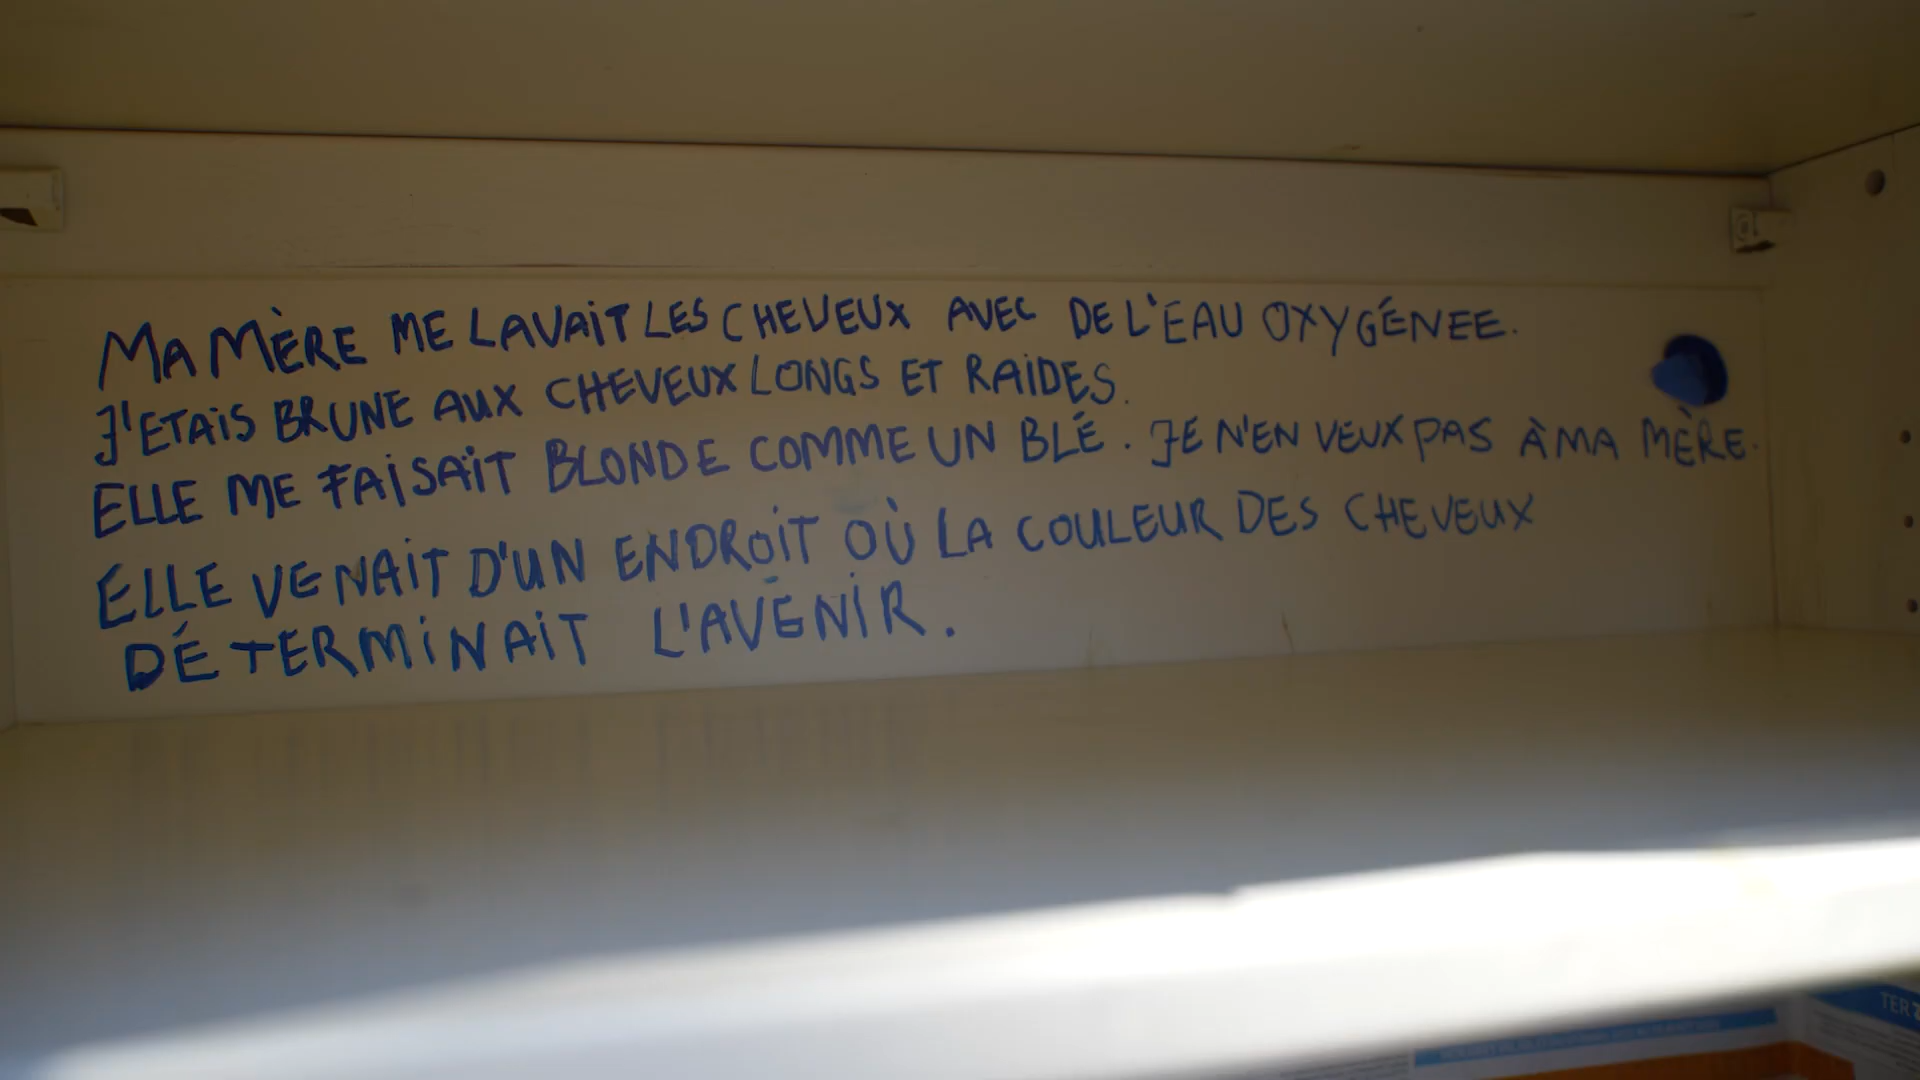 MA MÈRE ME LAVAIT LES CHEVEUX AVEC DE L'ÉAU OXYGÉNEE.
J'ETAIS BRUNE AUX CHEVEUX LONGS ET RAIDES.
ELLE ME FAISAIT BLONDE COMME UN BLÉ. JE N'EN VEUX PAS À MA MÈRE.
ELLE VENAIT D'UN ENDROIT OÙ LA COULEUR DES CHEVEUX
DÉTERMINAIT L'AVENIR.
TER